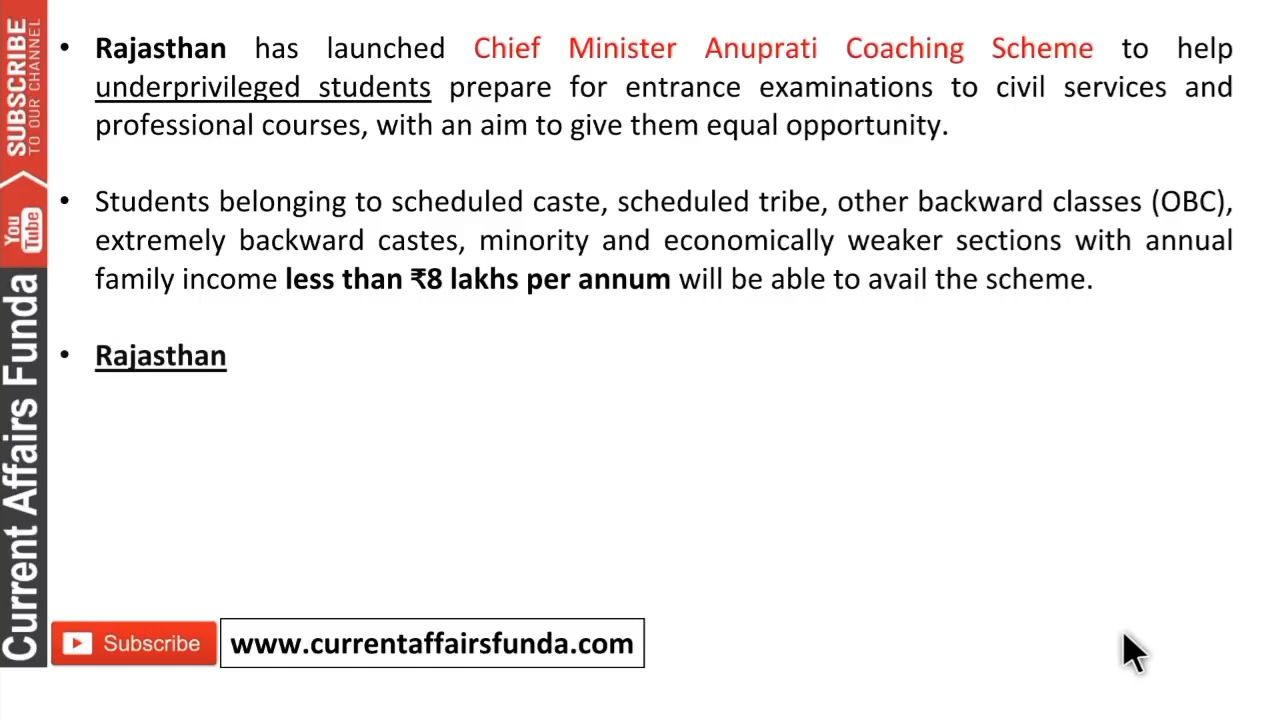 SUBSCRIBE
TO OUR CHANNEL
You
Tube
Current Affairs Funda
• Rajasthan has launched Chief Minister Anuprati Coaching Scheme to help
underprivileged students prepare for entrance examinations to civil services and
professional courses, with an aim to give them equal opportunity.
• Students belonging to scheduled caste, scheduled tribe, other backward classes (OBC),
extremely backward castes, minority and economically weaker sections with annual
family income less than ₹8 lakhs per annum will be able to avail the scheme.
• Rajasthan
Subscribe
www.currentaffairsfunda.com